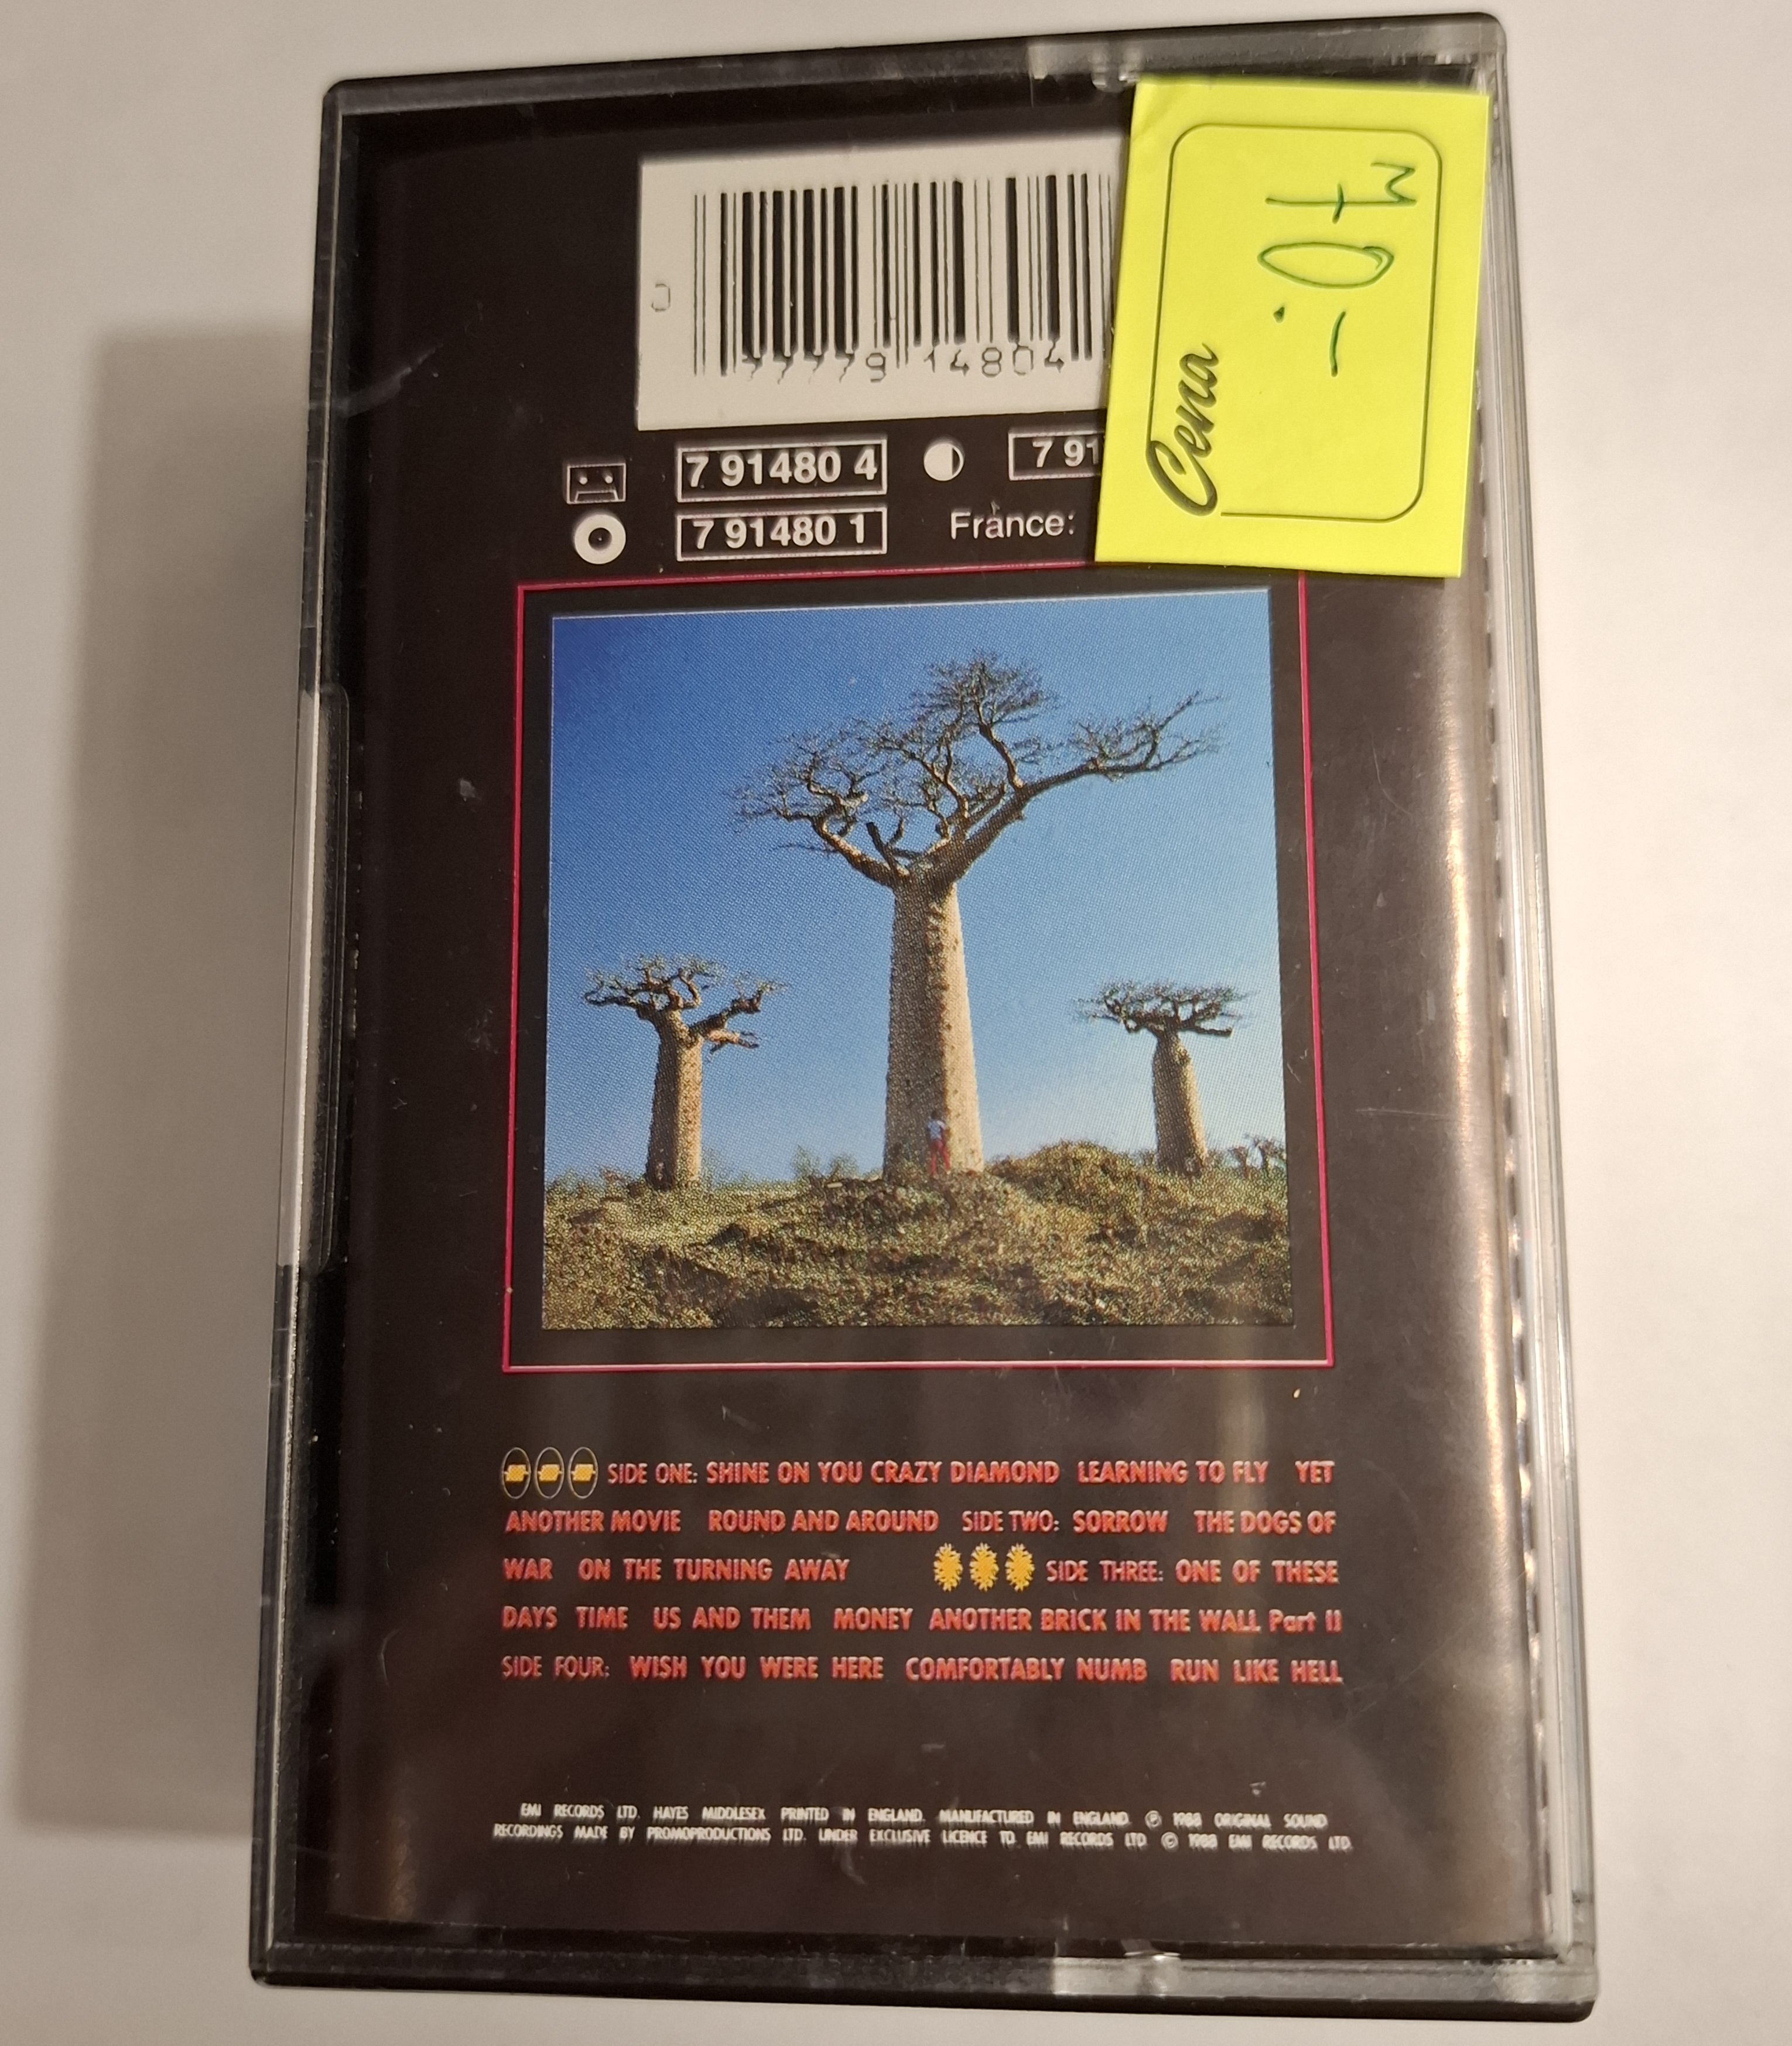 0 77779 14804
7 91480 4
7 91
7 91480 1
France:
Cena
70.-
SIDE ONE: SHINE ON YOU CRAZY DIAMOND LEARNING TO FLY YET
ANOTHER MOVIE ROUND AND AROUND SIDE TWO: SORROW THE DOGS OF
WAR ON THE TURNING AWAY SIDE THREE: ONE OF THESE
DAYS TIME US AND THEM MONEY ANOTHER BRICK IN THE WALL Part II
SIDE FOUR: WISH YOU WERE HERE COMFORTABLY NUMB RUN LIKE HELL
EMI RECORDS LTD. HAYES MIDDLESEX PRINTED IN ENGLAND. MANUFACTURED IN ENGLAND. ℗ 1988 ORIGINAL SOUND
RECORDINGS MADE BY PROMOPRODUCTIONS LTD. UNDER EXCLUSIVE LICENCE TO EMI RECORDS LTD © 1988 EMI RECORDS LTD.